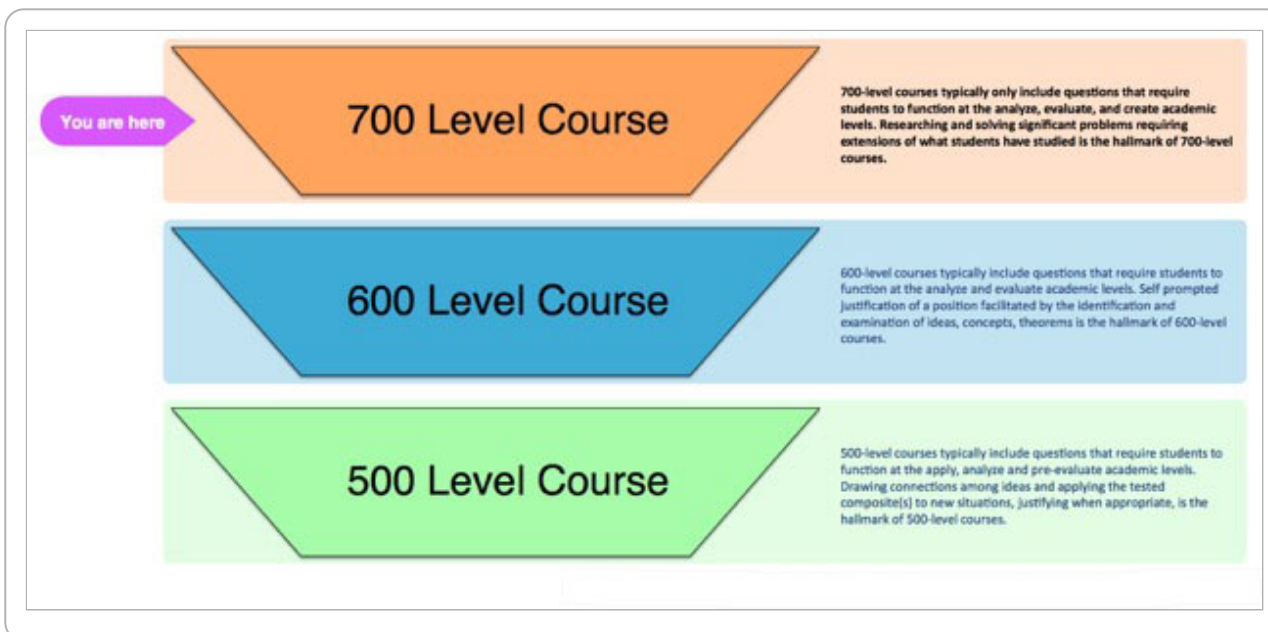 You are here
700 Level Course
700-level courses typically only include questions that require
students to function at the analyze, evaluate, and create academic
levels. Researching and solving significant problems requiring
extensions of what students have studied is the hallmark of 700-level
courses.
600 Level Course
600-level courses typically include questions that require students to
function at the analyze and evaluate academic levels. Self prompted
justification of a position facilitated by the identification and
examination of ideas, concepts, theorems is the hallmark of 600-level
courses.
500 Level Course
500-level courses typically include questions that require students to
function at the apply, analyze and pre-evaluate academic levels.
Drawing connections among ideas and applying the tested
composite(s) to new situations, justifying when appropriate, is the
hallmark of 500-level courses.